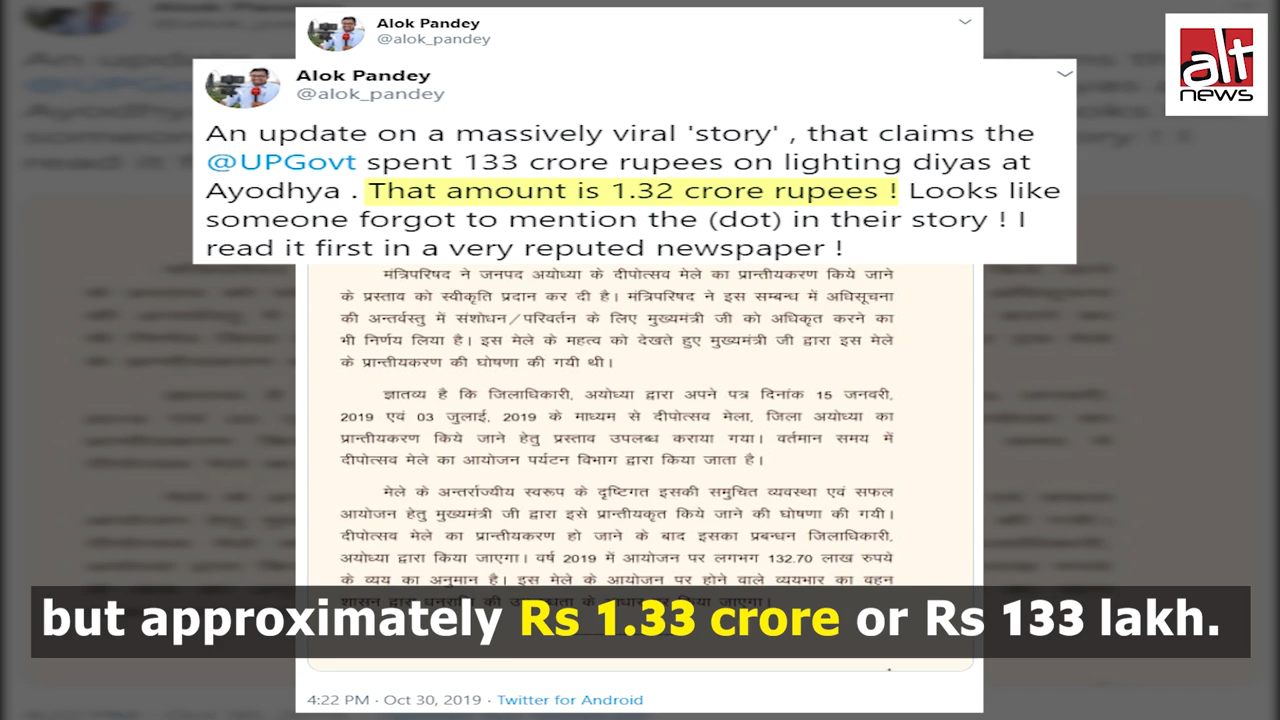 Alok Pandey
@alok_pandey
alt
news
Alok Pandey
@alok_pandey
An update on a massively viral 'story' , that claims the
@UPGovt spent 133 crore rupees on lighting diyas at
Ayodhya . That amount is 1.32 crore rupees ! Looks like
someone forgot to mention the (dot) in their story ! I
read it first in a very reputed newspaper !
मंत्रिपरिषद ने जनपद अयोध्या के दीपोत्सव मेले का प्रान्तीयकरण किये जाने
के प्रस्ताव को स्वीकृति प्रदान कर दी है। मंत्रिपरिषद ने इस सम्बन्ध में अधिसूचना
की अन्तर्वस्तु में संशोधन/परिवर्तन के लिए मुख्यमंत्री जी को अधिकृत करने का
भी निर्णय लिया है। इस मेले के महत्व को देखते हुए मुख्यमंत्री जी द्वारा इस मेले
के प्रान्तीयकरण की घोषणा की गयी थी।
ज्ञातव्य है कि जिलाधिकारी, अयोध्या द्वारा अपने पत्र दिनांक 15 जनवरी,
2019 एवं 03 जुलाई, 2019 के माध्यम से दीपोत्सव मेला, जिला अयोध्या का
प्रान्तीयकरण किये जाने हेतु प्रस्ताव उपलब्ध कराया गया। वर्तमान समय में
दीपोत्सव मेले का आयोजन पर्यटन विभाग द्वारा किया जाता है।
मेले के अन्तर्राज्यीय स्वरूप के दृष्टिगत इसकी समुचित व्यवस्था एवं सफल
आयोजन हेतु मुख्यमंत्री जी द्वारा इसे प्रान्तीयकृत किये जाने की घोषणा की गयी।
दीपोत्सव मेले का प्रान्तीयकरण हो जाने के बाद इसका प्रबन्धन जिलाधिकारी,
अयोध्या द्वारा किया जाएगा। वर्ष 2019 में आयोजन पर लगभग 132.70 लाख रुपये
के व्यय का अनुमान है। इस मेले के आयोजन पर होने वाले व्ययभार का वहन
शासन द्वारा धनराशि की उपलब्धता के आधार पर किया जाएगा।
but approximately Rs 1.33 crore or Rs 133 lakh.
4:22 PM · Oct 30, 2019 · Twitter for Android